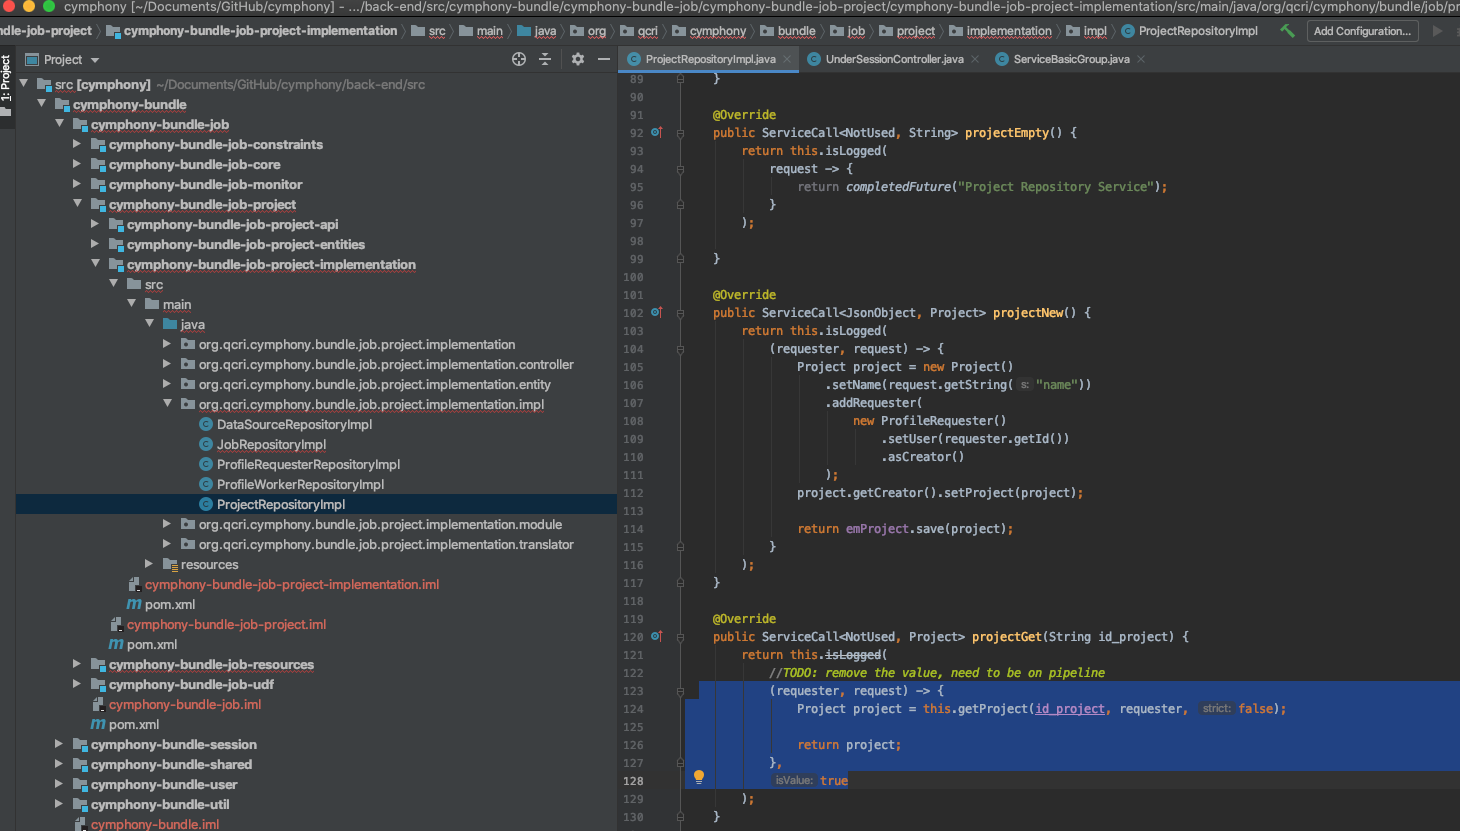 cymphony [~/Documents/GitHub/cymphony] - .../back-end/src/cymphony-bundle/cymphony-bundle-job/cymphony-bundle-job-project/cymphony-bundle-job-project-implementation/src/main/java/org/qcri/cymphony/bundle/job/pr
ndle-job-project cymphony-bundle-job-project-implementation src main java org qcri cymphony bundle job project implementation impl ProjectRepositoryImpl Add Configuration...
1: Project
Project
ProjectRepositoryImpl.java UnderSessionController.java ServiceBasicGroup.java
src [cymphony] ~/Documents/GitHub/cymphony/back-end/src
cymphony-bundle
cymphony-bundle-job
cymphony-bundle-job-constraints
cymphony-bundle-job-core
cymphony-bundle-job-monitor
cymphony-bundle-job-project
cymphony-bundle-job-project-api
cymphony-bundle-job-project-entities
cymphony-bundle-job-project-implementation
src
main
java
org.qcri.cymphony.bundle.job.project.implementation
org.qcri.cymphony.bundle.job.project.implementation.controller
org.qcri.cymphony.bundle.job.project.implementation.entity
org.qcri.cymphony.bundle.job.project.implementation.impl
DataSourceRepositoryImpl
JobRepositoryImpl
ProfileRequesterRepositoryImpl
ProfileWorkerRepositoryImpl
ProjectRepositoryImpl
org.qcri.cymphony.bundle.job.project.implementation.module
org.qcri.cymphony.bundle.job.project.implementation.translator
resources
cymphony-bundle-job-project-implementation.iml
pom.xml
cymphony-bundle-job-project.iml
pom.xml
cymphony-bundle-job-resources
cymphony-bundle-job-udf
cymphony-bundle-job.iml
pom.xml
cymphony-bundle-session
cymphony-bundle-shared
cymphony-bundle-user
cymphony-bundle-util
cymphony-bundle.iml
89 }
90
91 @Override
92 public ServiceCall<NotUsed, String> projectEmpty() {
93 return this.isLogged(
94 request -> {
95 return completedFuture("Project Repository Service");
96 }
97 );
98
99 }
100
101 @Override
102 public ServiceCall<JsonObject, Project> projectNew() {
103 return this.isLogged(
104 (requester, request) -> {
105 Project project = new Project()
106 .setName(request.getString( s: "name"))
107 .addRequester(
108 new ProfileRequester()
109 .setUser(requester.getId())
110 .asCreator()
111 );
112 project.getCreator().setProject(project);
113
114 return emProject.save(project);
115 }
116 );
117 }
118
119 @Override
120 public ServiceCall<NotUsed, Project> projectGet(String id_project) {
121 return this.isLogged(
122 //TODO: remove the value, need to be on pipeline
123 (requester, request) -> {
124 Project project = this.getProject(id_project, requester, strict: false);
125
126 return project;
127 },
128 isValue: true
129 );
130 }